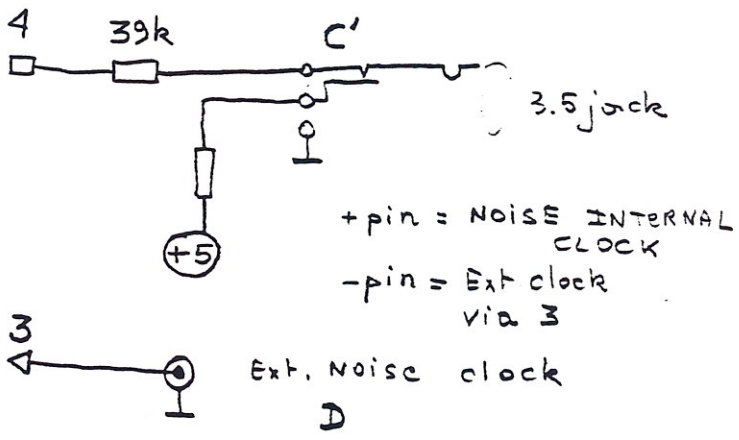 4
39k
C'
3.5 jack
+5
+pin = NOISE INTERNAL
CLOCK
-pin = Ext clock
via 3
3
Ext. Noise clock
D